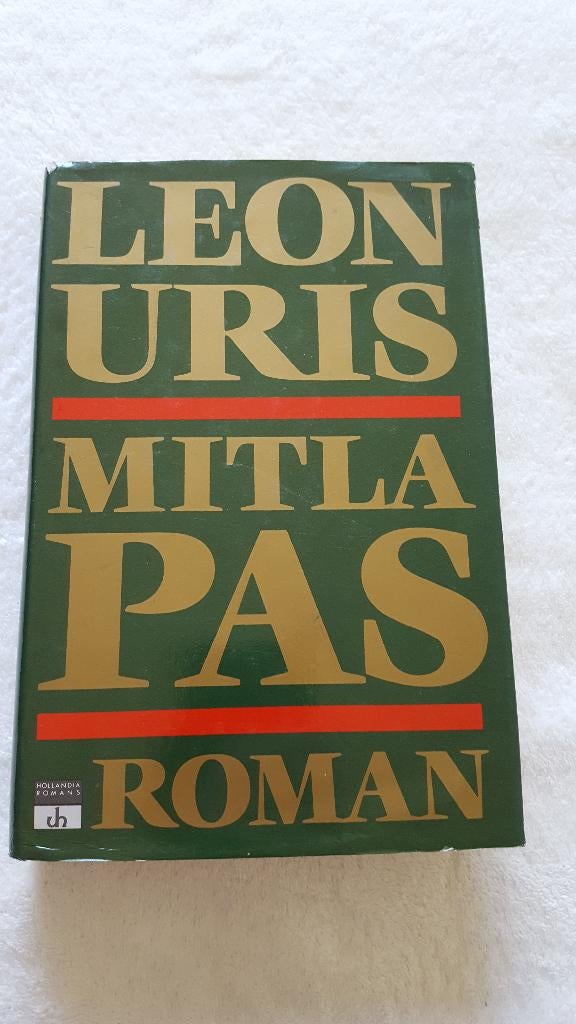 LEON
URIS
MITLA
PAS
ROMAN
HOLLANDIA
ROMANS
uh